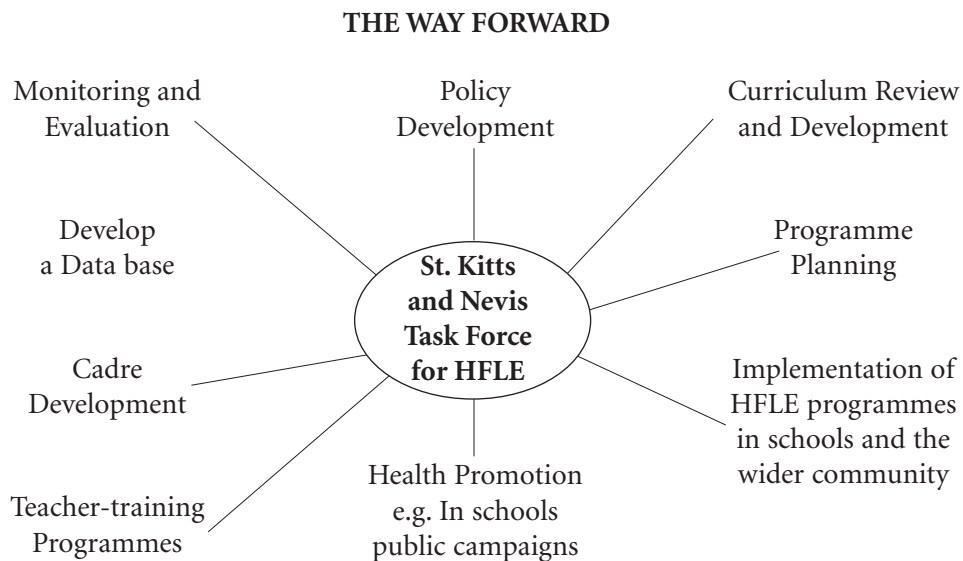 THE WAY FORWARD
Monitoring and
Evaluation
Policy
Development
Curriculum Review
and Development
Develop
a Data base
St. Kitts
and Nevis
Task Force
for HFLE
Programme
Planning
Cadre
Development
Implementation of
HFLE programmes
in schools and the
wider community
Teacher-training
Programmes
Health Promotion
e.g. In schools
public campaigns